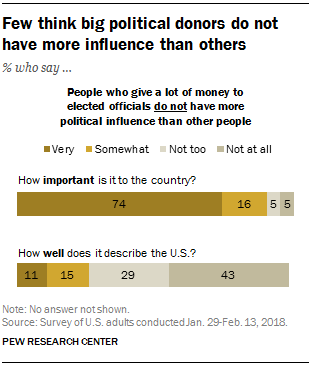 Few think big political donors do not
have more influence than others
% who say ...
People who give a lot of money to
elected officials do not have more
political influence than other people
Very Somewhat Not too Not at all
How important is it to the country?
74 16 5 5
How well does it describe the U.S.?
11 15 29 43
Note: No answer not shown.
Source: Survey of U.S. adults conducted Jan. 29-Feb. 13, 2018.
PEW RESEARCH CENTER